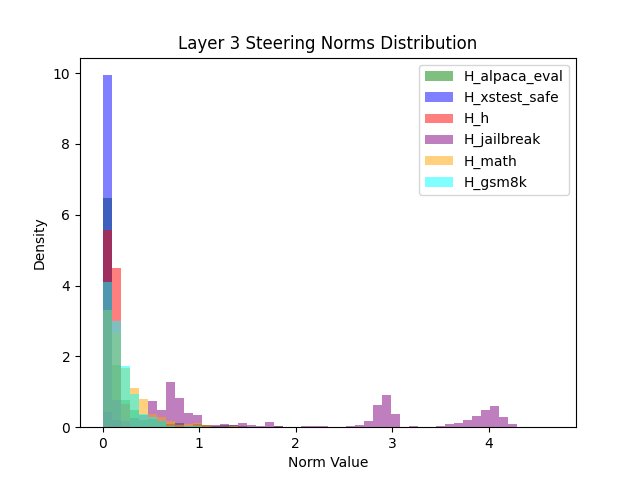 Layer 3 Steering Norms Distribution
H_alpaca_eval
H_xstest_safe
H_h
H_jailbreak
H_math
H_gsm8k
10
8
6
4
2
0
Density
0
1
2
3
4
Norm Value